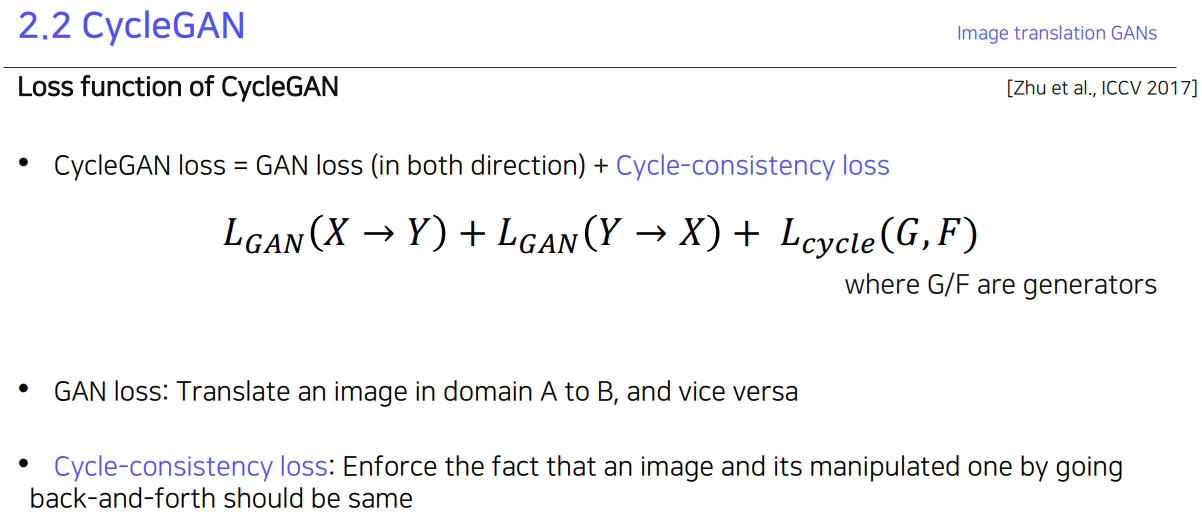 2.2 CycleGAN
Image translation GANs
Loss function of CycleGAN
[Zhu et al., ICCV 2017]
• CycleGAN loss = GAN loss (in both direction) + Cycle-consistency loss
L_{GAN}(X → Y) + L_{GAN}(Y → X) + L_{cycle}(G, F)
where G/F are generators
• GAN loss: Translate an image in domain A to B, and vice versa
• Cycle-consistency loss: Enforce the fact that an image and its manipulated one by going
back-and-forth should be same